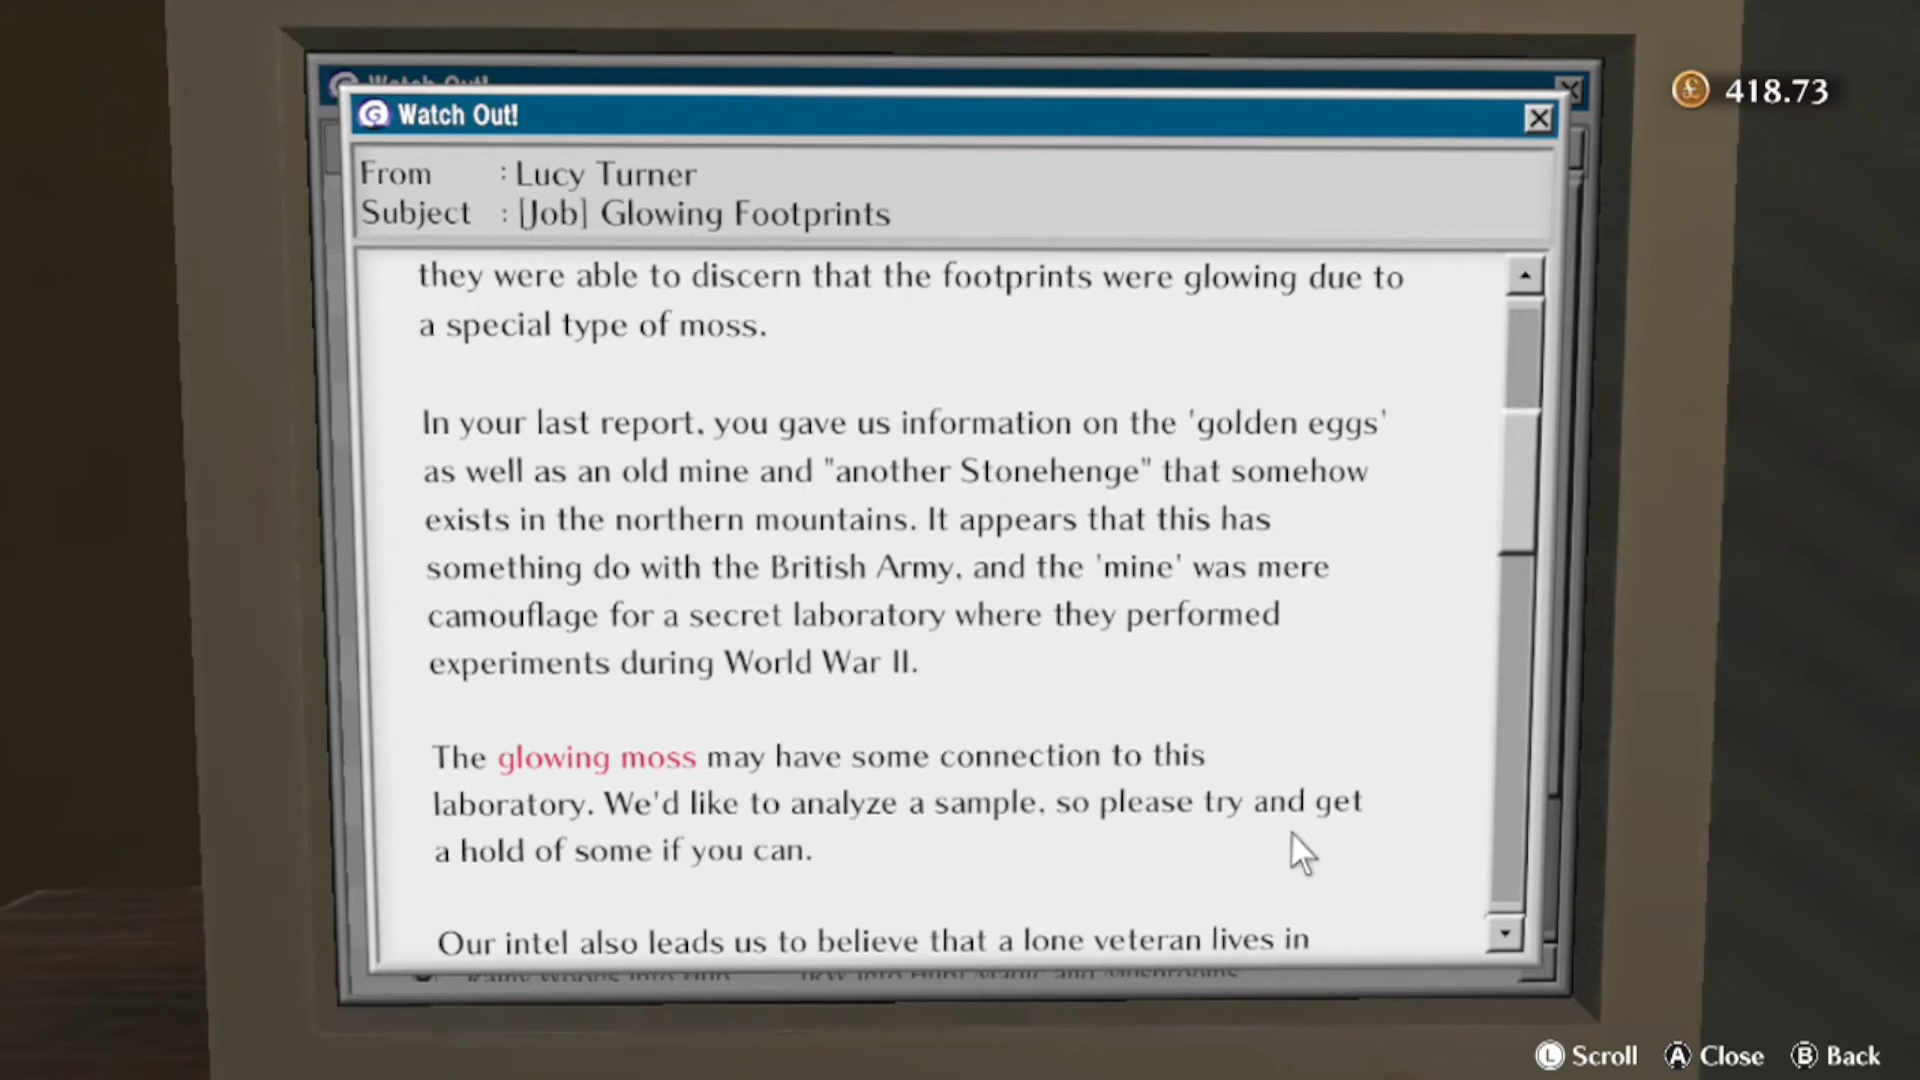 Watch Out!
£ 418.73
G Watch Out!
From : Lucy Turner
Subject : [Job] Glowing Footprints
they were able to discern that the footprints were glowing due to
a special type of moss.
In your last report, you gave us information on the 'golden eggs'
as well as an old mine and "another Stonehenge" that somehow
exists in the northern mountains. It appears that this has
something do with the British Army, and the 'mine' was mere
camouflage for a secret laboratory where they performed
experiments during World War II.
The glowing moss may have some connection to this
laboratory. We'd like to analyze a sample, so please try and get
a hold of some if you can.
Our intel also leads us to believe that a lone veteran lives in
L Scroll A Close B Back